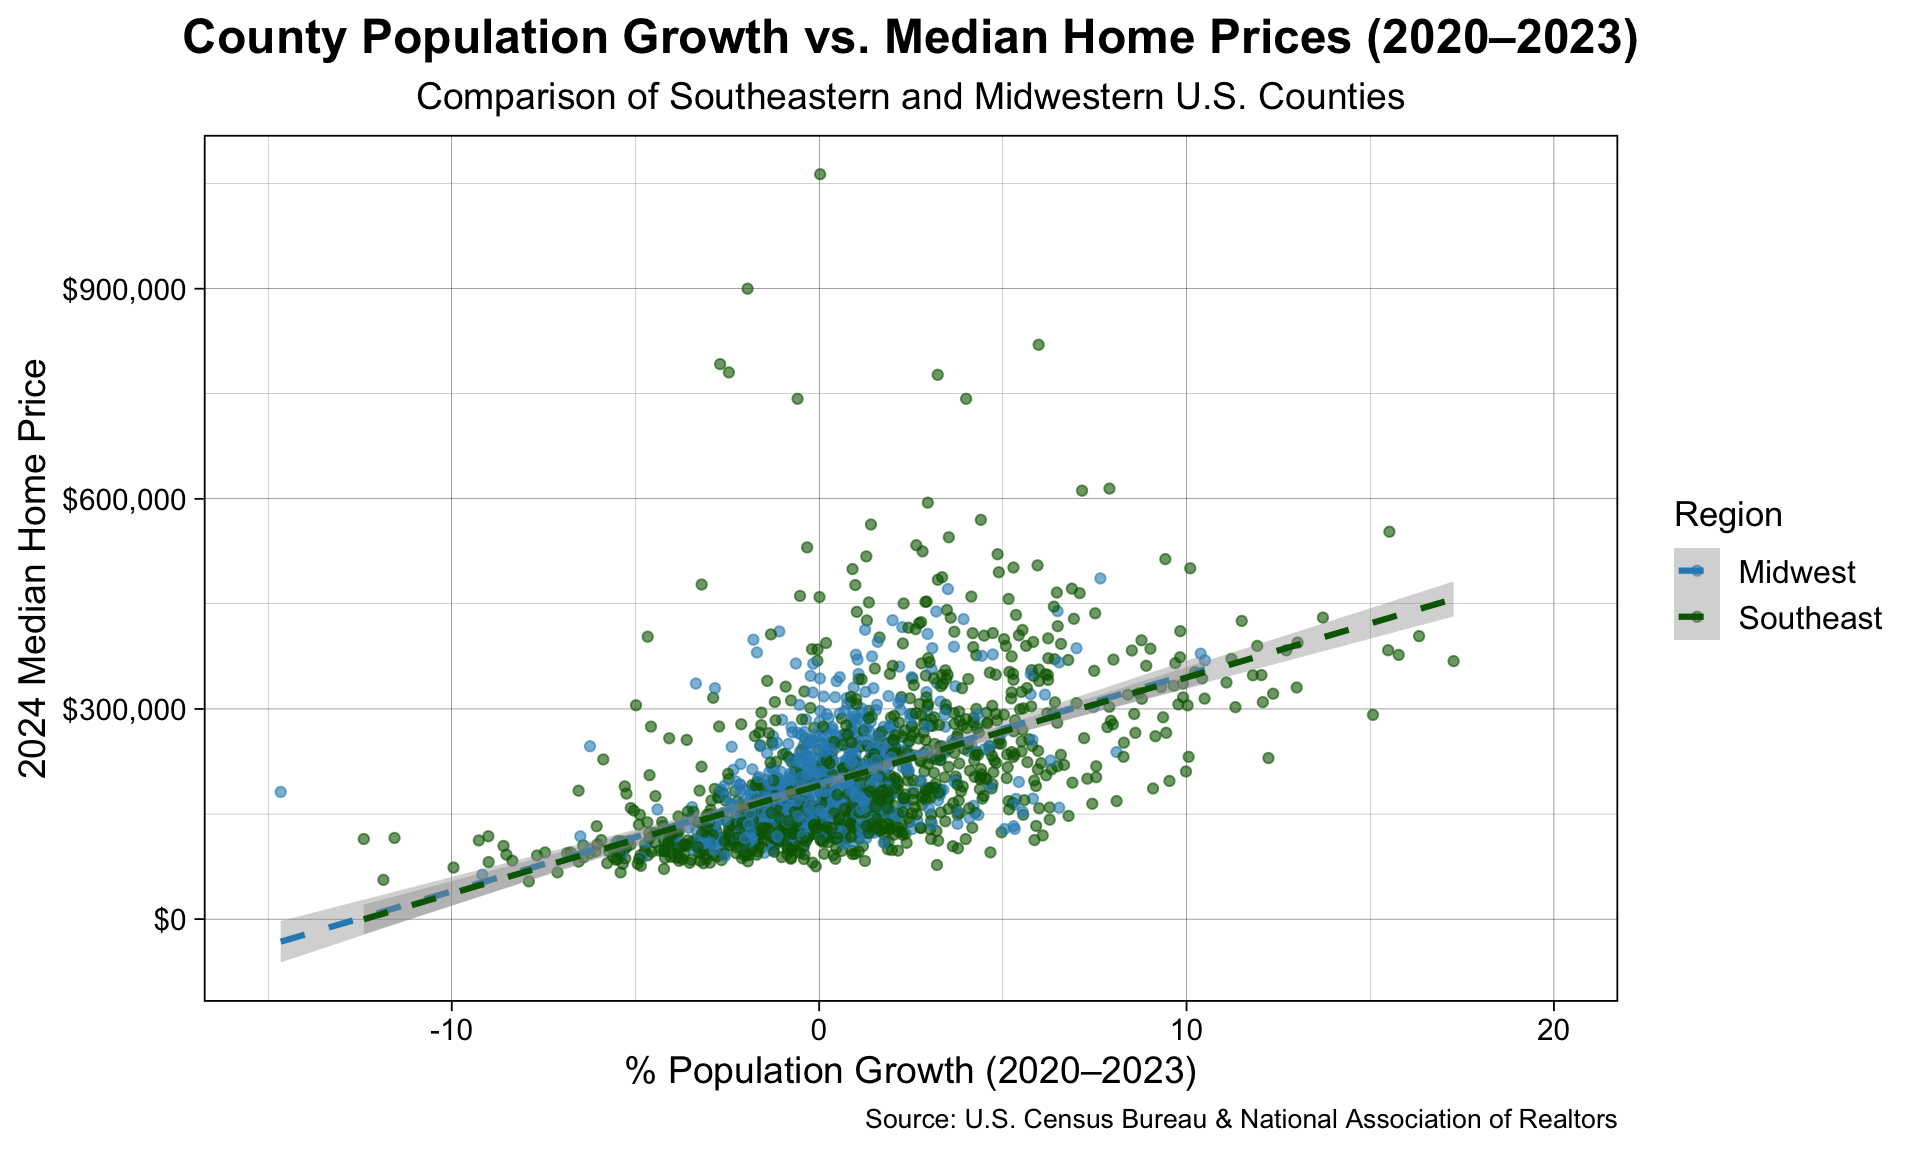 County Population Growth vs. Median Home Prices (2020–2023)
Comparison of Southeastern and Midwestern U.S. Counties
2024 Median Home Price
$900,000
$600,000
$300,000
$0
-10
0
10
20
% Population Growth (2020–2023)
Region
Midwest
Southeast
Source: U.S. Census Bureau & National Association of Realtors